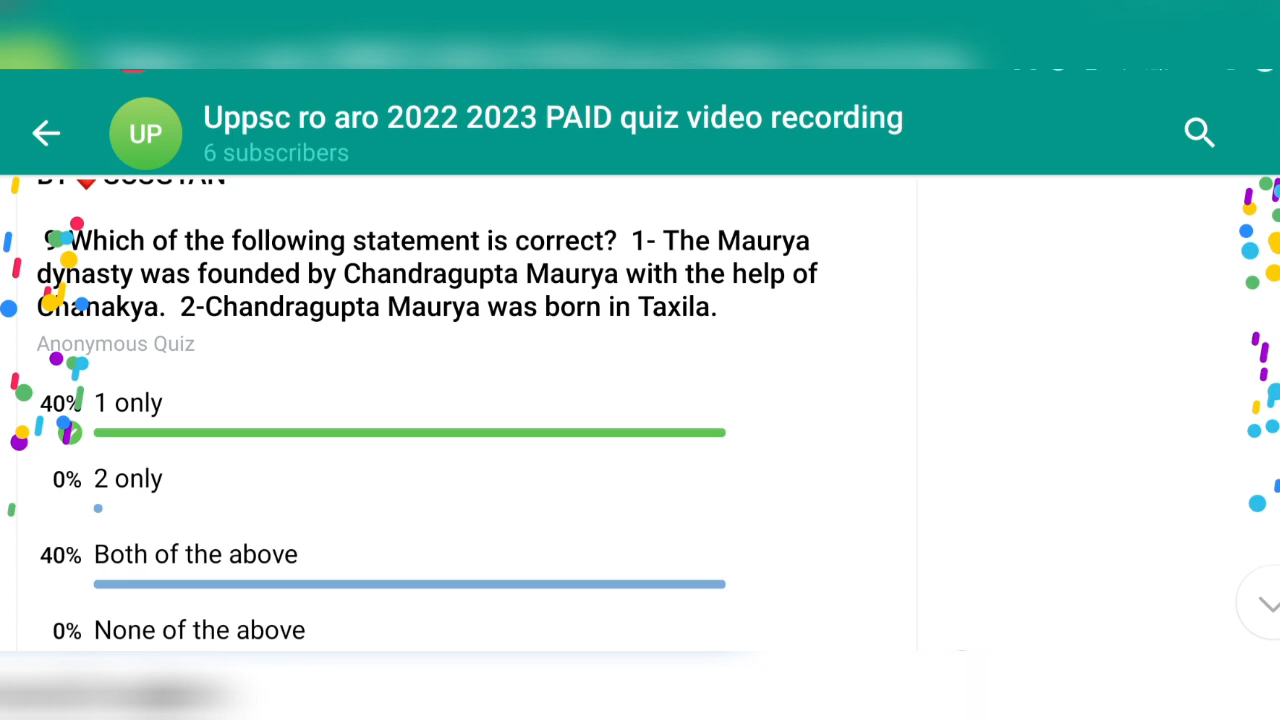 UP
Uppsc ro aro 2022 2023 PAID quiz video recording
6 subscribers
9 Which of the following statement is correct? 1- The Maurya
dynasty was founded by Chandragupta Maurya with the help of
Chanakya. 2-Chandragupta Maurya was born in Taxila.
Anonymous Quiz
40% 1 only
0% 2 only
40% Both of the above
0% None of the above